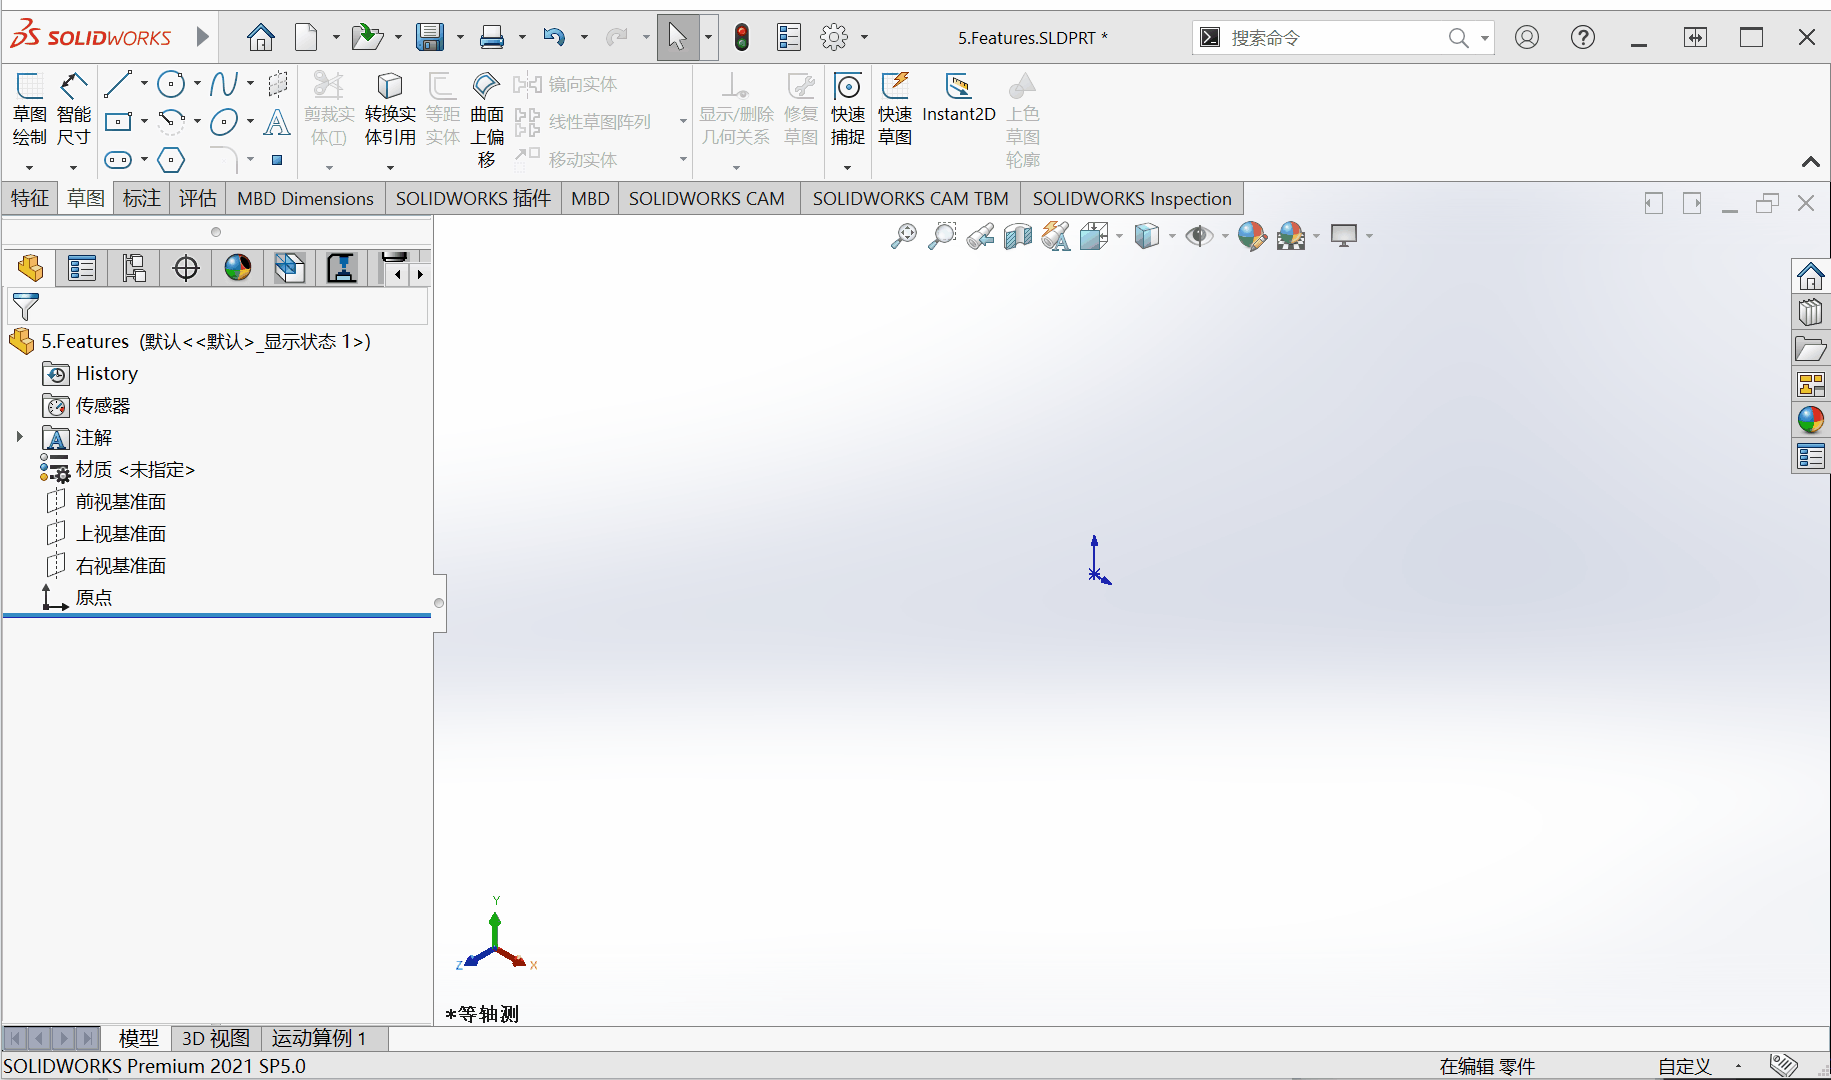 SOLIDWORKS
5.Features.SLDPRT *
搜索命令
草图绘制
智能尺寸
剪裁实体(T)
转换实体引用
等距实体
曲面上偏移
镜向实体
线性草图阵列
移动实体
显示/删除几何关系
修复草图
快速捕捉
快速草图
Instant2D
上色草图轮廓
特征 草图 标注 评估 MBD Dimensions SOLIDWORKS 插件 MBD SOLIDWORKS CAM SOLIDWORKS CAM TBM SOLIDWORKS Inspection
5.Features (默认<<默认>_显示状态 1>)
History
传感器
注解
材质 <未指定>
前视基准面
上视基准面
右视基准面
原点
Y
Z
X
*等轴测
模型 3D 视图 运动算例 1
SOLIDWORKS Premium 2021 SP5.0
在编辑 零件
自定义